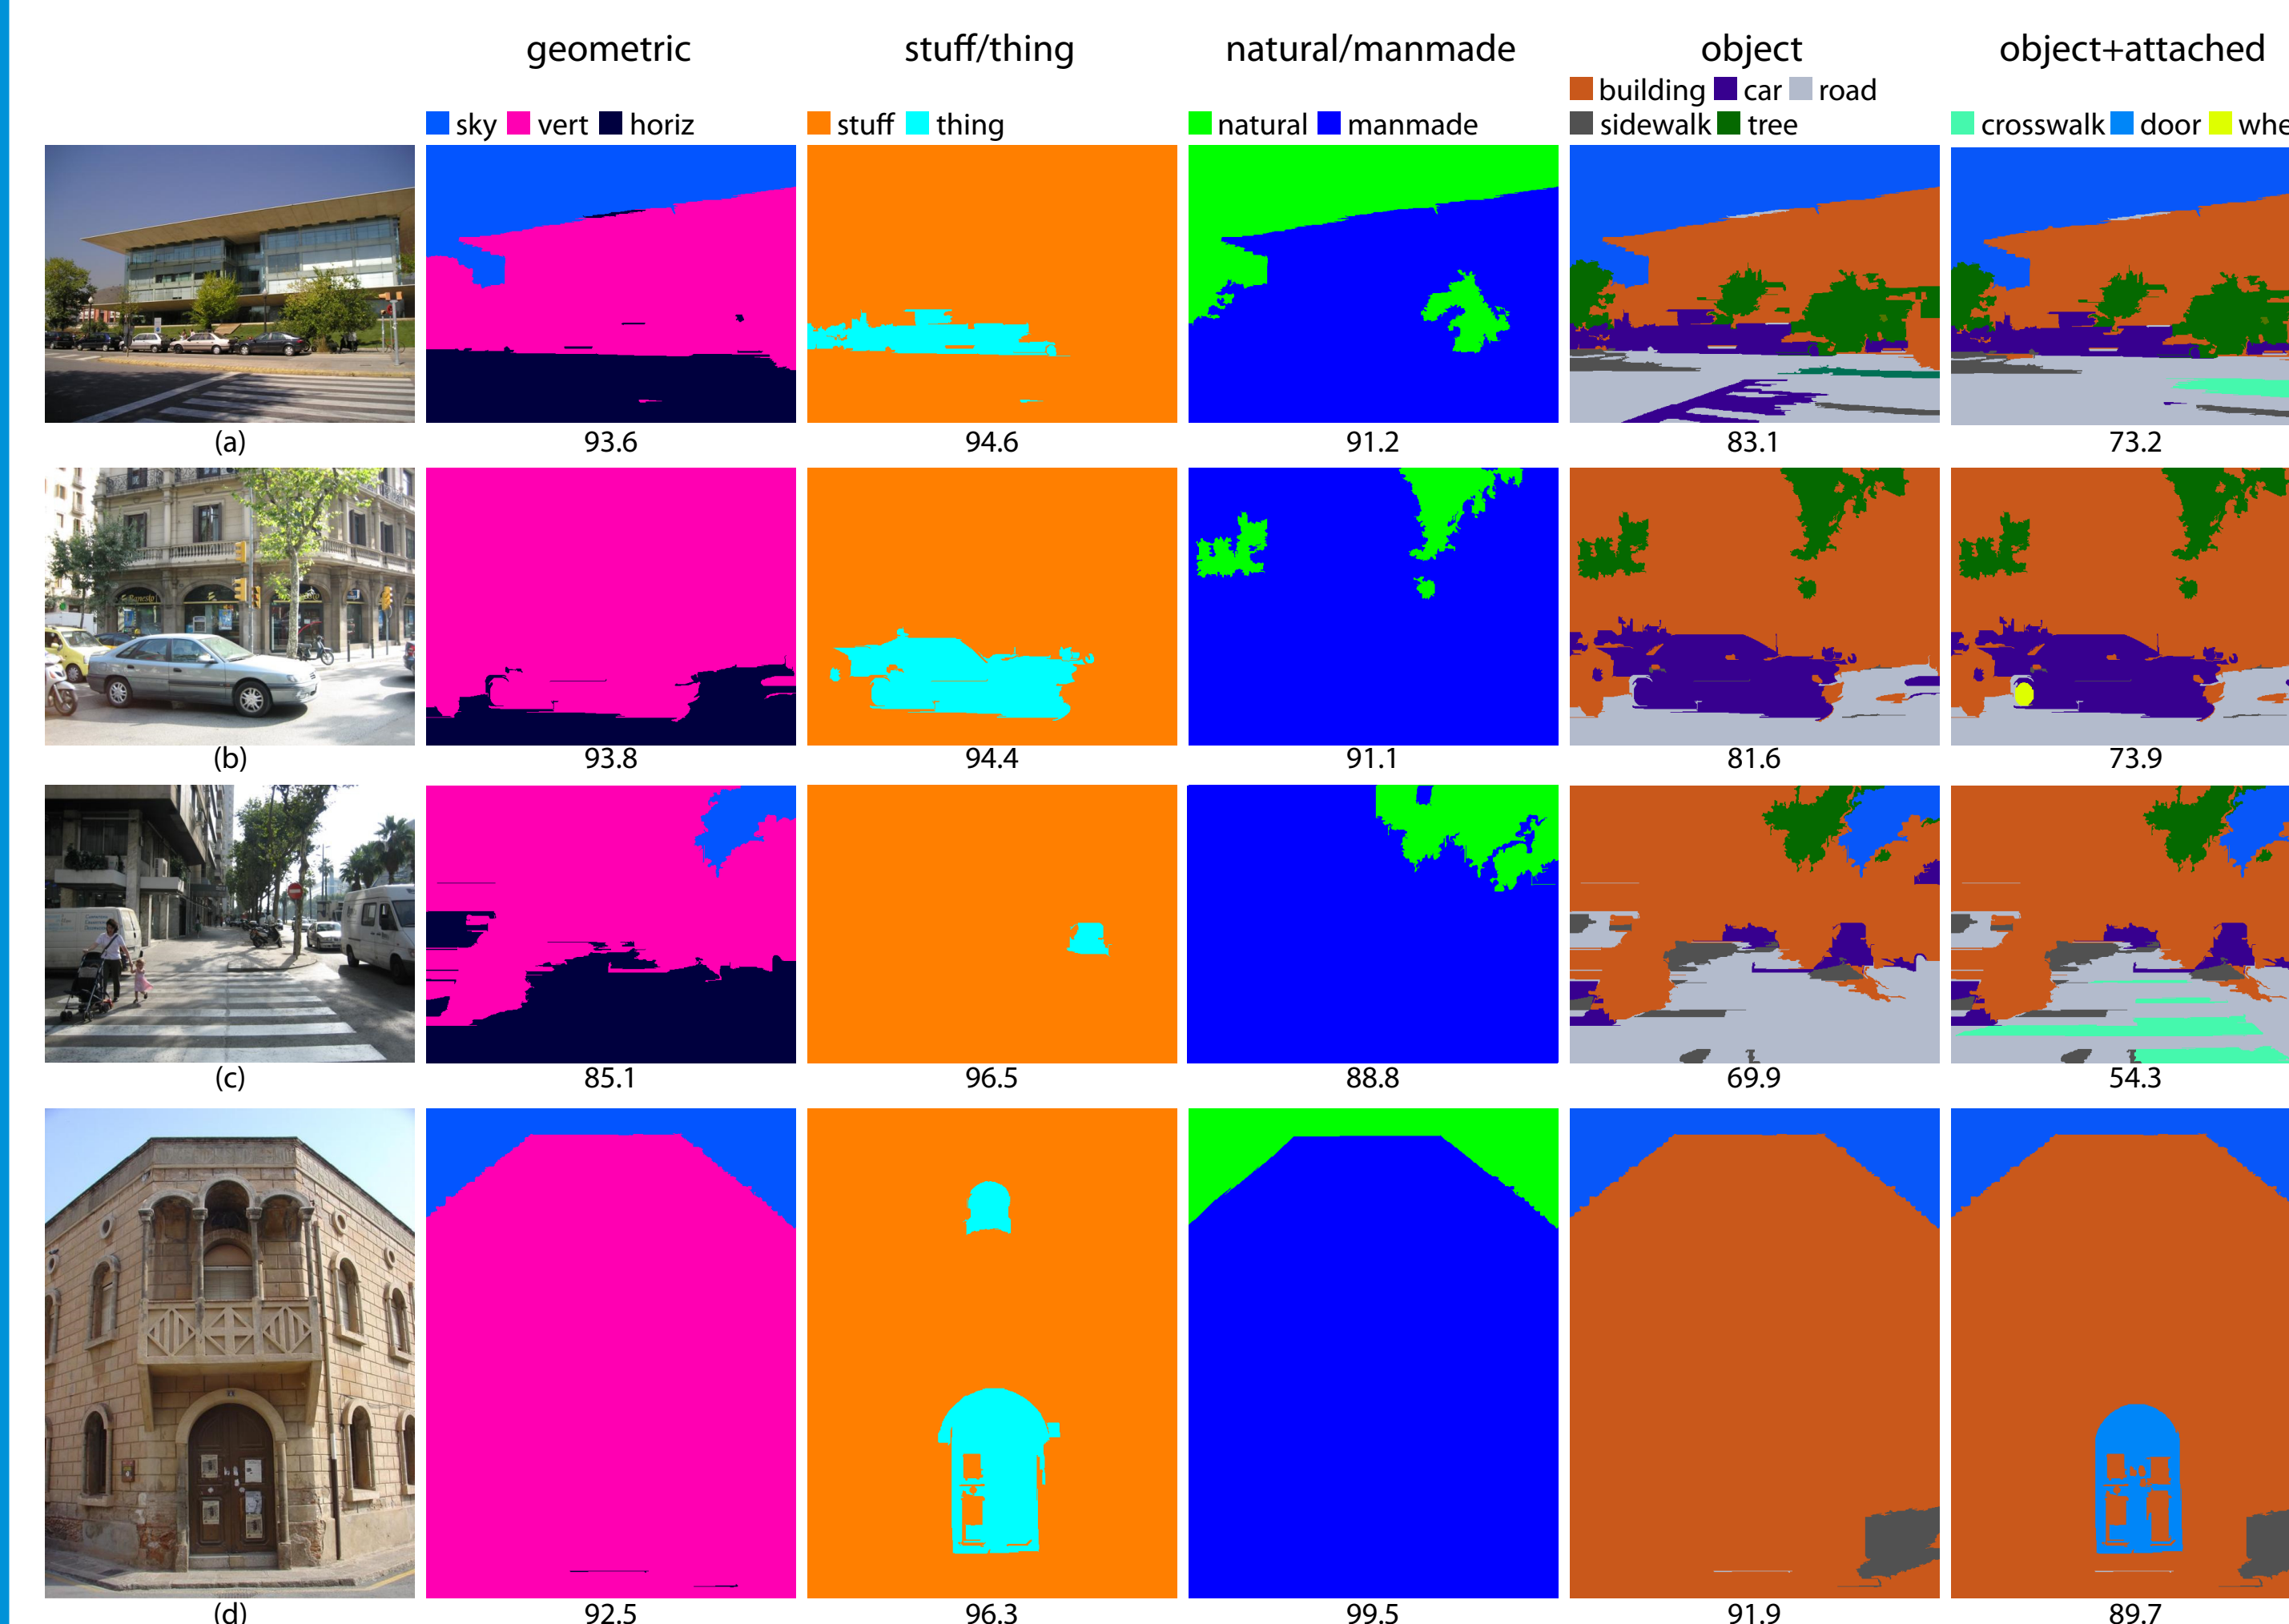 geometric stuff/thing natural/manmade object object+attached
building car road
sky vert horiz stuff thing natural manmade sidewalk tree crosswalk door whe
(a) 93.6 94.6 91.2 83.1 73.2
(b) 93.8 94.4 91.1 81.6 73.9
(c) 85.1 96.5 88.8 69.9 54.3
(d) 92.5 96.3 99.5 91.9 89.7